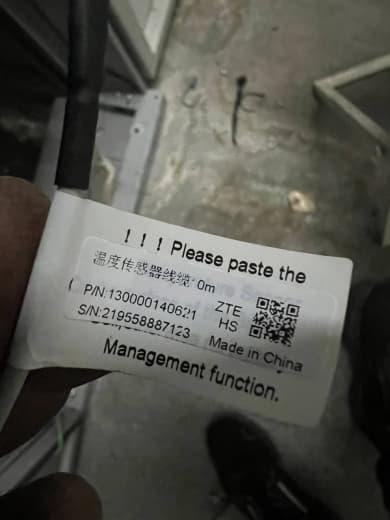 ! ! ! Please paste the
温度传感器线缆 0m
P/N:130000140621
ZTE
S/N:219558887123
HS
Made in China
Management function.